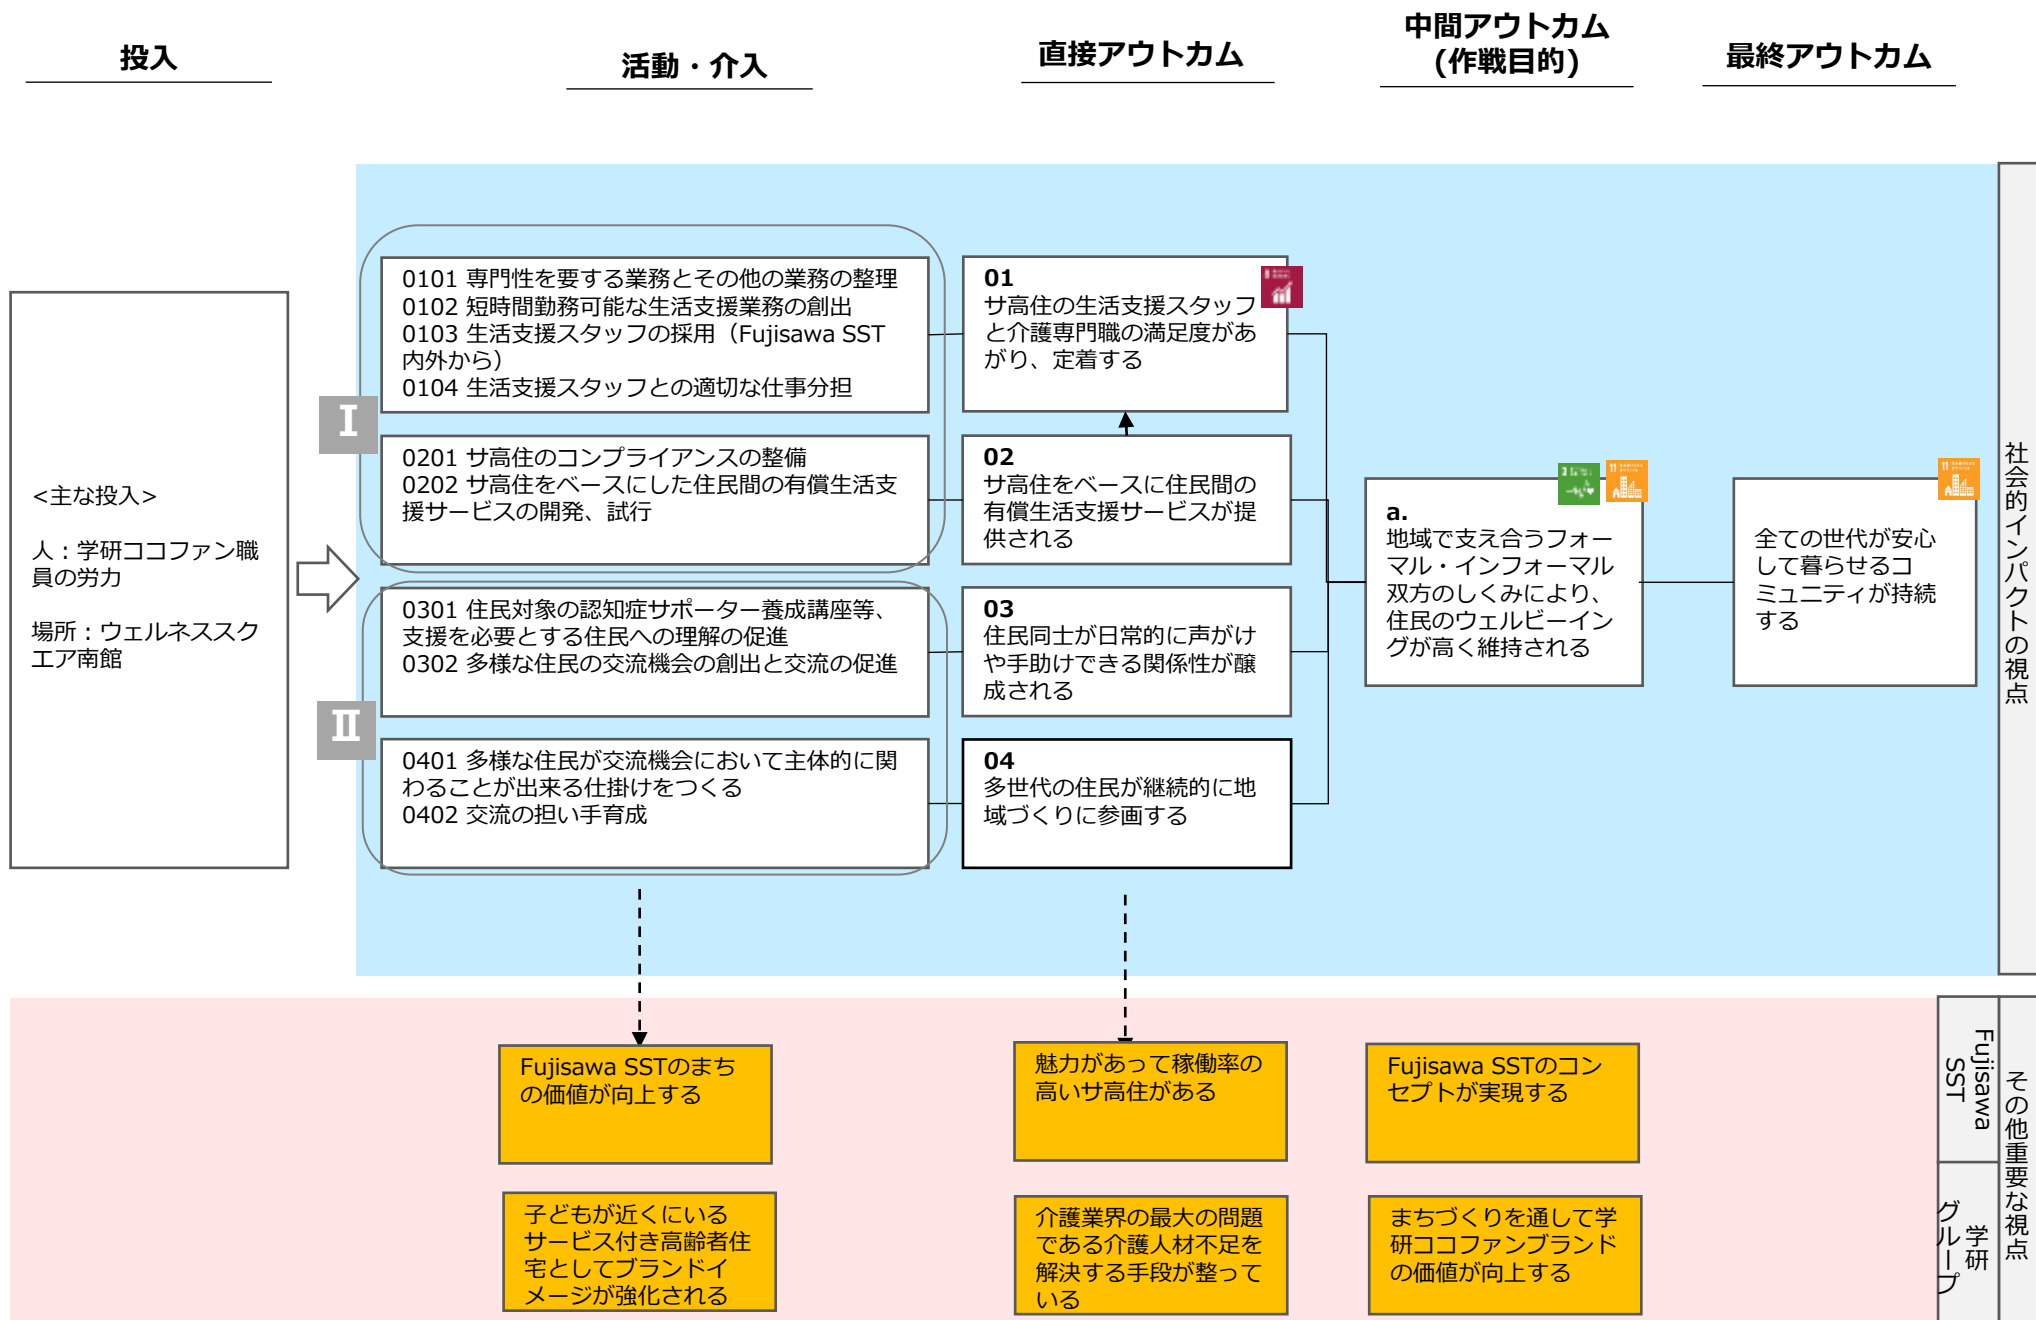 投入
活動・介入
直接アウトカム
中間アウトカム
(作戦目的)
最終アウトカム
<主な投入>
人：学研ココファン職
員の労力
場所：ウェルネススク
エア南館
I
0101 専門性を要する業務とその他の業務の整理
0102 短時間勤務可能な生活支援業務の創出
0103 生活支援スタッフの採用（Fujisawa SST
内外から）
0104 生活支援スタッフとの適切な仕事分担
0201 サ高住のコンプライアンスの整備
0202 サ高住をベースにした住民間の有償生活支
援サービスの開発、試行
II
0301 住民対象の認知症サポーター養成講座等、
支援を必要とする住民への理解の促進
0302 多様な住民の交流機会の創出と交流の促進
0401 多様な住民が交流機会において主体的に関
わることが出来る仕掛けをつくる
0402 交流の担い手育成
01
サ高住の生活支援スタッフ
と介護専門職の満足度があ
がり、定着する
02
サ高住をベースに住民間の
有償生活支援サービスが提
供される
03
住民同士が日常的に声がけ
や手助けできる関係性が醸
成される
04
多世代の住民が継続的に地
域づくりに参画する
a.
地域で支え合うフォー
マル・インフォーマル
双方のしくみにより、
住民のウェルビーイン
グが高く維持される
全ての世代が安心
して暮らせるコ
ミュニティが持続
する
社会的インパクトの視点
Fujisawa SSTのまち
の価値が向上する
魅力があって稼働率の
高いサ高住がある
Fujisawa SSTのコン
セプトが実現する
Fujisawa
SST
その他重要な視点
子どもが近くにいる
サービス付き高齢者住
宅としてブランドイ
メージが強化される
介護業界の最大の問題
である介護人材不足を
解決する手段が整って
いる
まちづくりを通して学
研ココファンブランド
の価値が向上する
学研
グループ